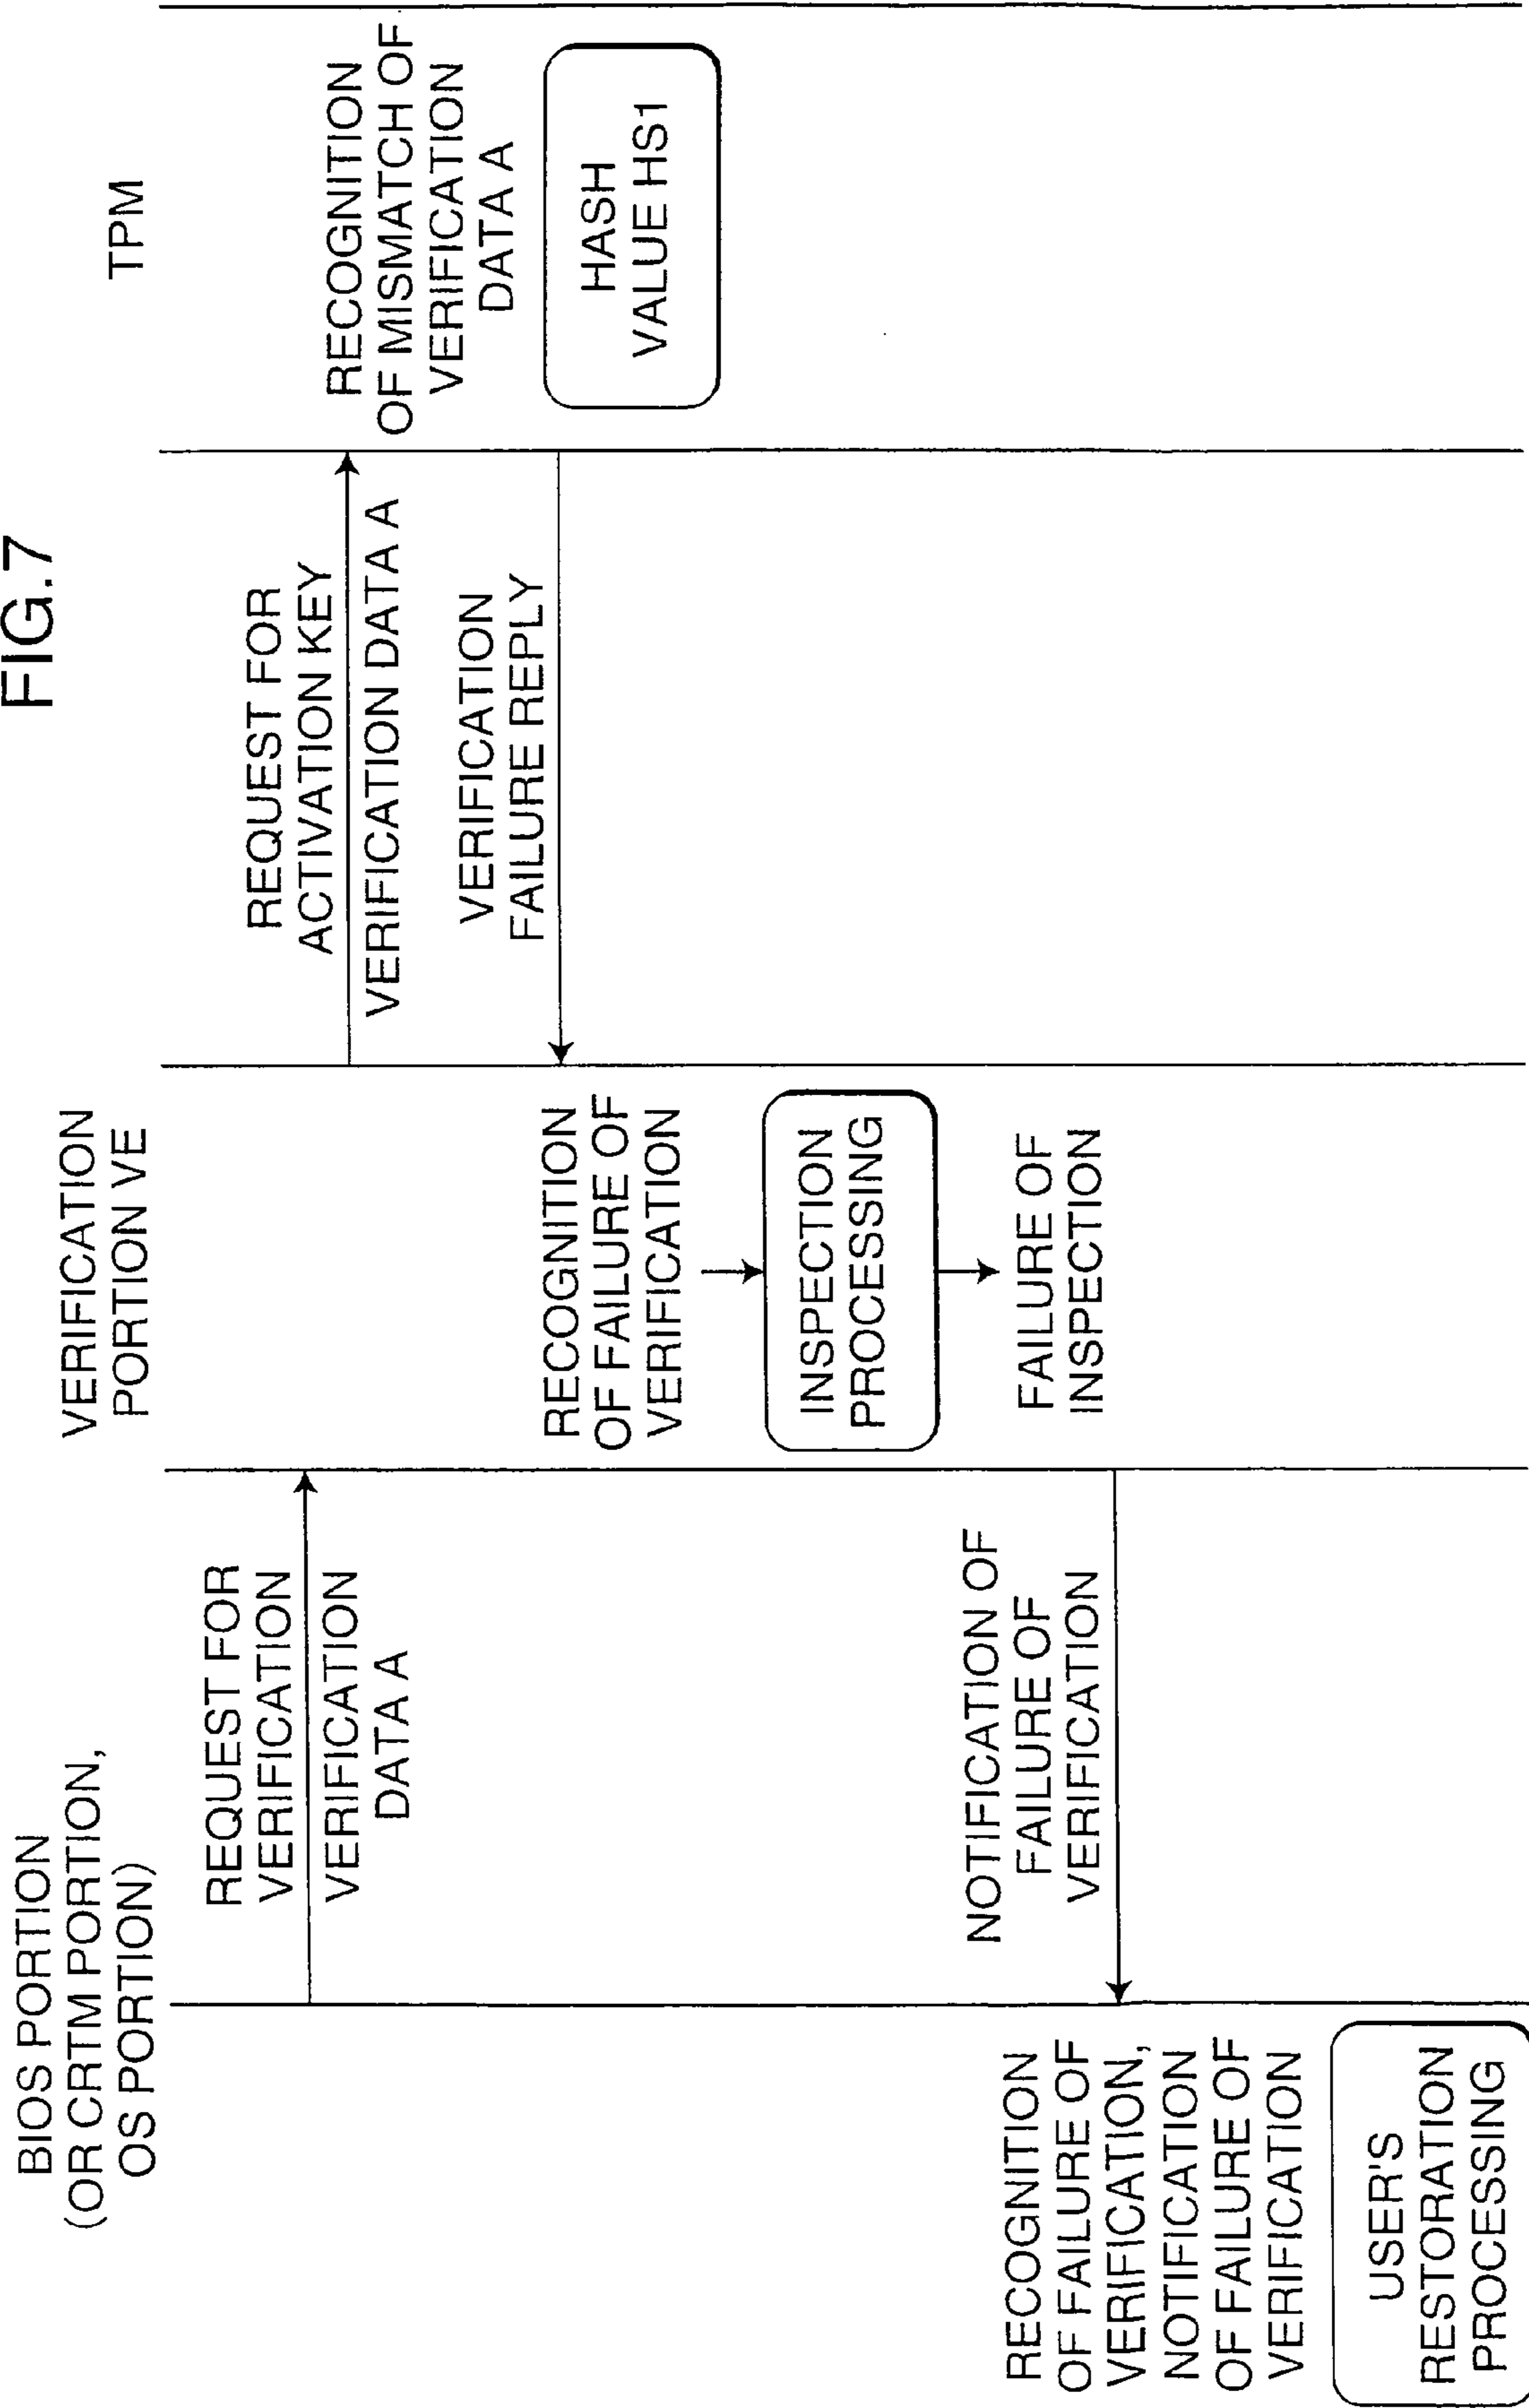 FIG.7
BIOS PORTION
(OR CRTM PORTION,
OS PORTION)
VERIFICATION
PORTION VE
TPM
REQUEST FOR
VERIFICATION
VERIFICATION
DATA A
REQUEST FOR
ACTIVATION KEY
VERIFICATION DATA A
RECOGNITION
OF MISMATCH OF
VERIFICATION
DATA A
HASH
VALUE HS1
VERIFICATION
FAILURE REPLY
RECOGNITION
OF FAILURE OF
VERIFICATION
INSPECTION
PROCESSING
FAILURE OF
INSPECTION
NOTIFICATION OF
FAILURE OF
VERIFICATION
RECOGNITION
OF FAILURE OF
VERIFICATION,
NOTIFICATION
OF FAILURE OF
VERIFICATION
USER'S
RESTORATION
PROCESSING